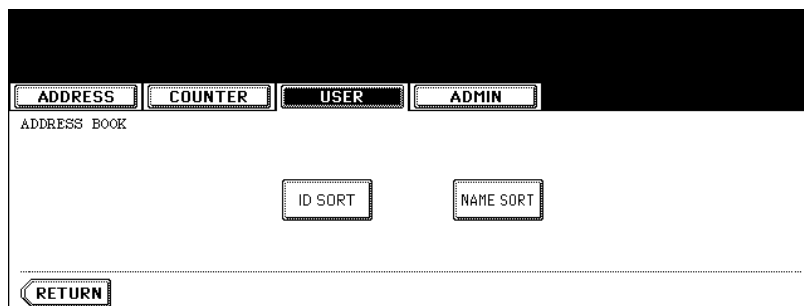 ADDRESS COUNTER USER ADMIN
ADDRESS BOOK
ID SORT NAME SORT
RETURN